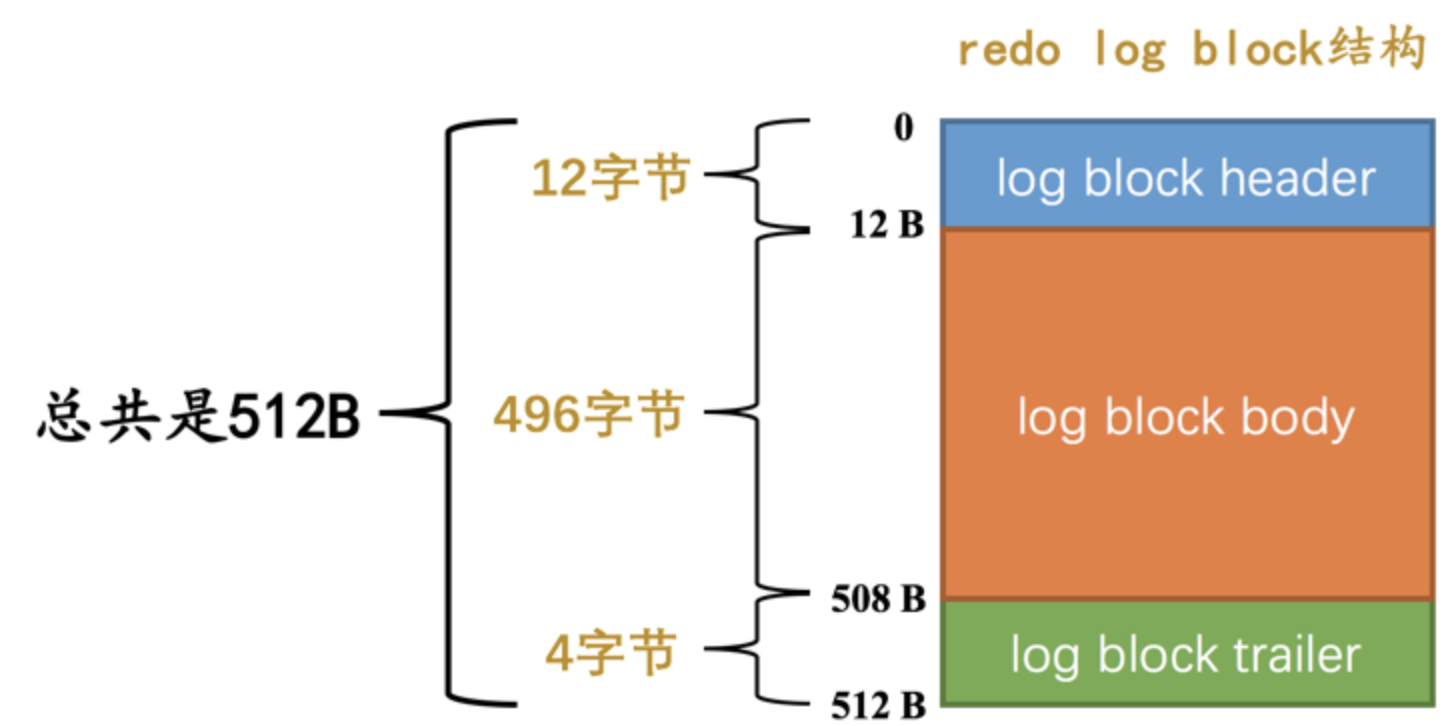 redo log block结构
0
12字节
log block header
12 B
总共是512B
496字节
log block body
508 B
4字节
log block trailer
512 B